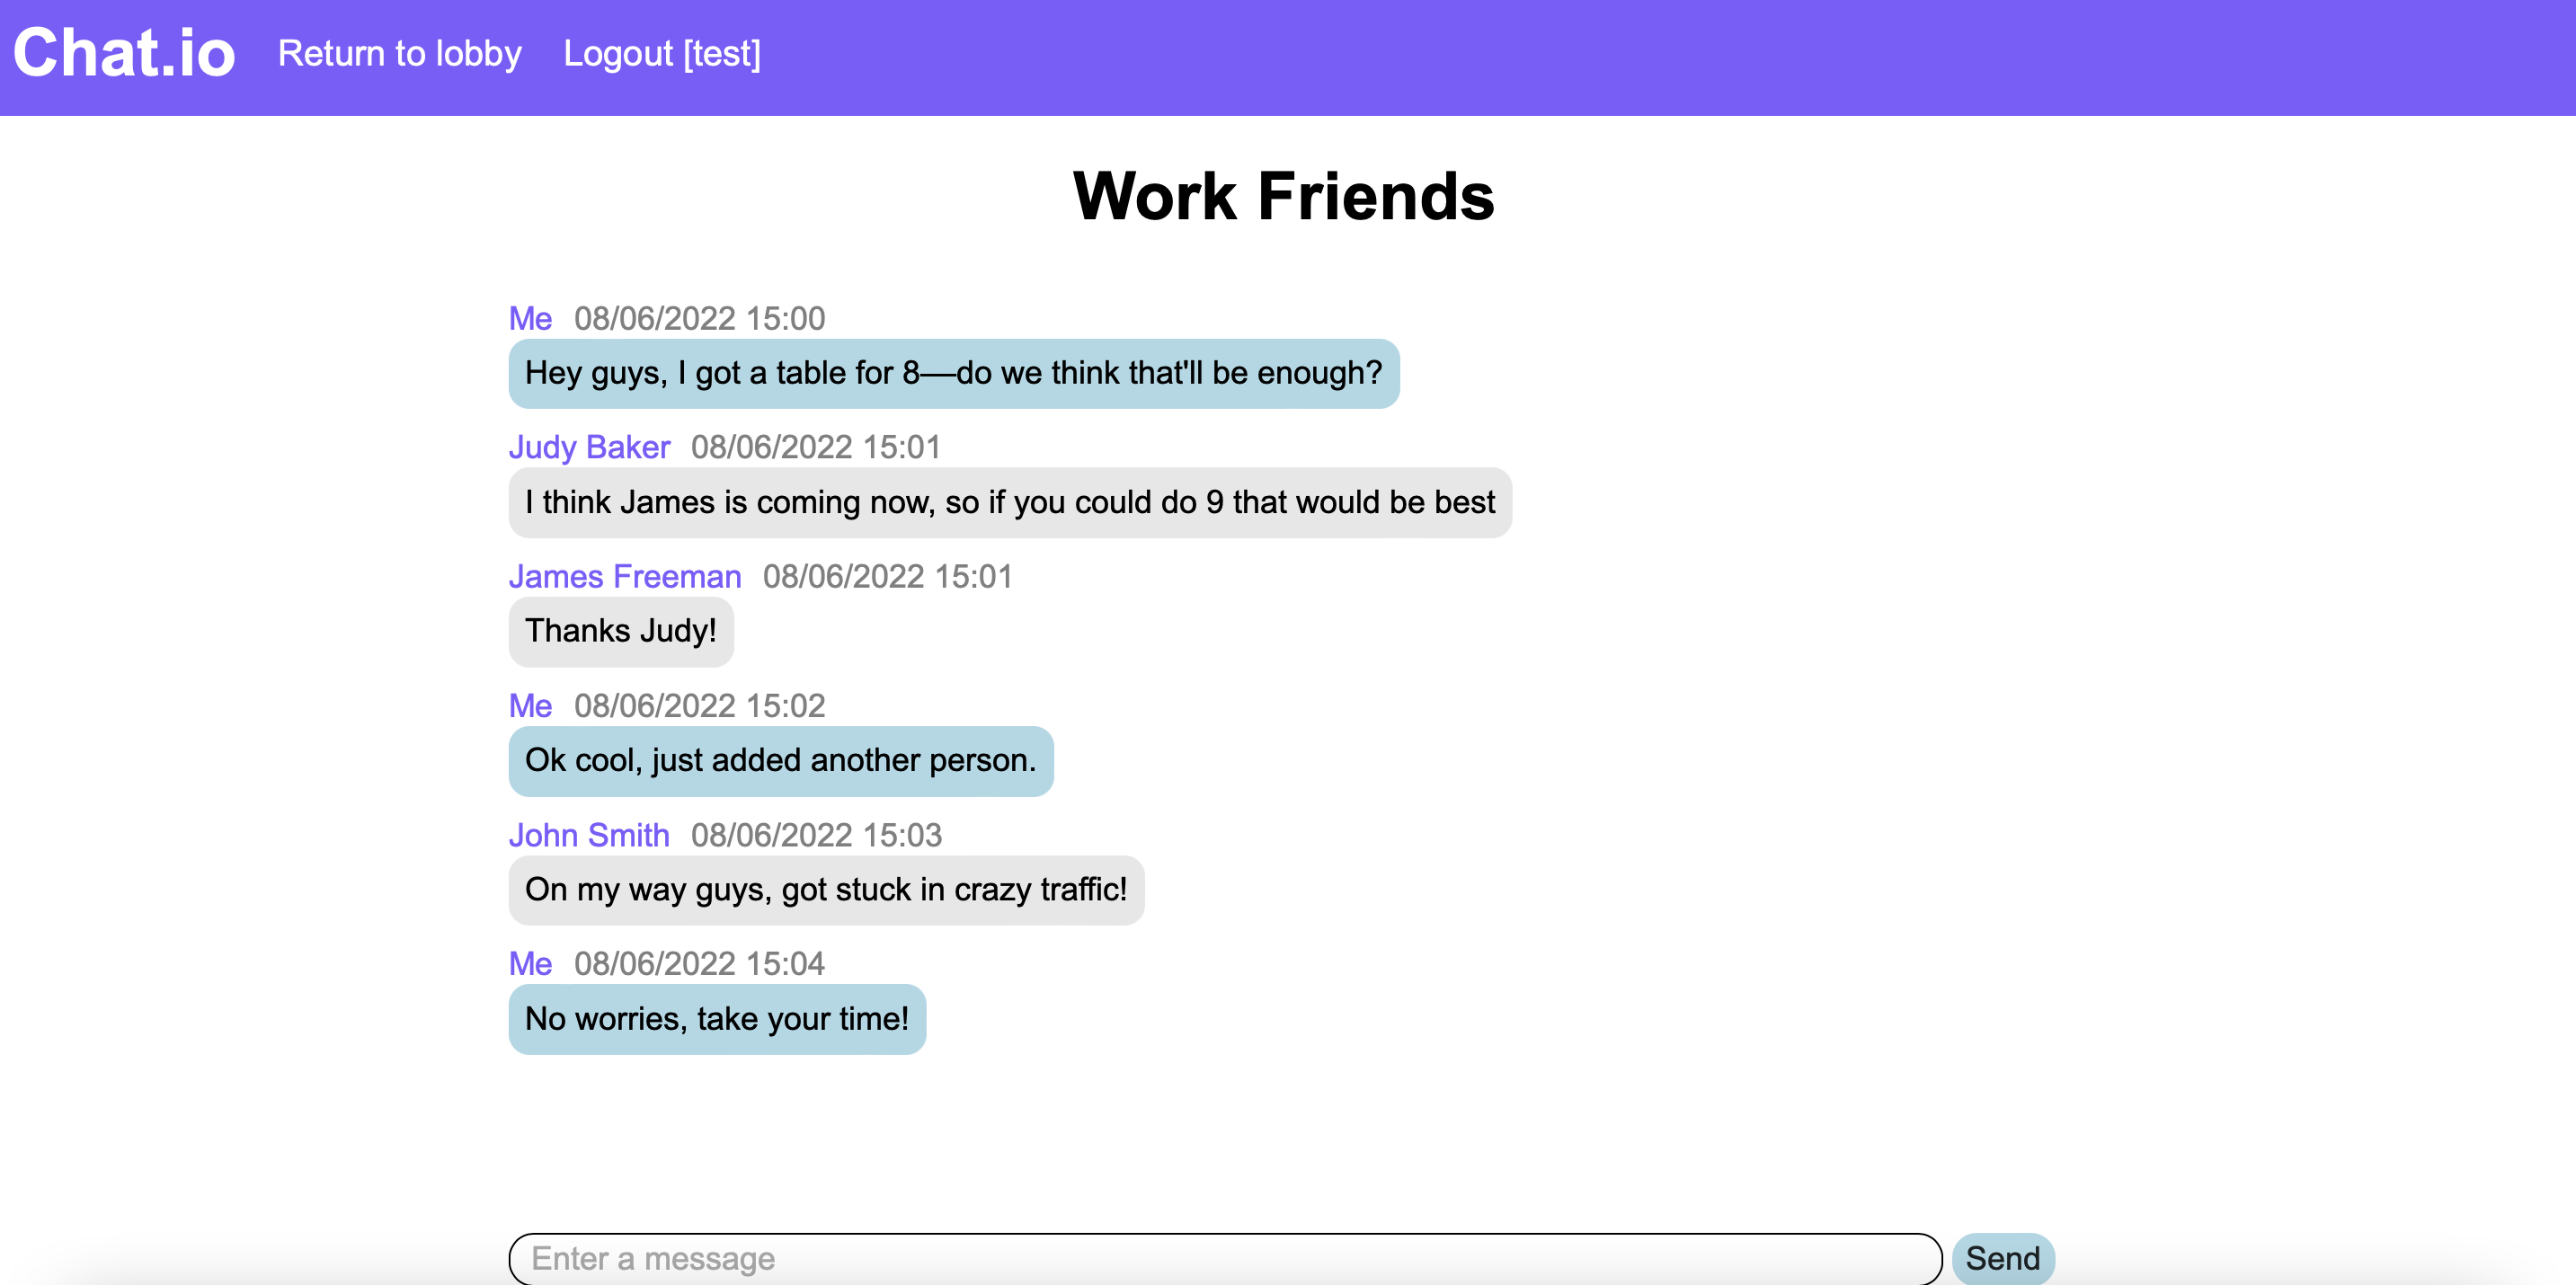 Chat.io Return to lobby Logout [test]
Work Friends
Me 08/06/2022 15:00
Hey guys, I got a table for 8—do we think that'll be enough?
Judy Baker 08/06/2022 15:01
I think James is coming now, so if you could do 9 that would be best
James Freeman 08/06/2022 15:01
Thanks Judy!
Me 08/06/2022 15:02
Ok cool, just added another person.
John Smith 08/06/2022 15:03
On my way guys, got stuck in crazy traffic!
Me 08/06/2022 15:04
No worries, take your time!
Enter a message Send